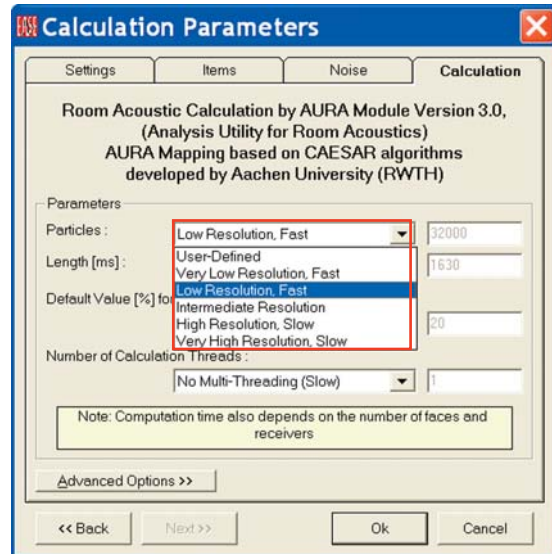 EASE Calculation Parameters
Settings Items Noise Calculation
Room Acoustic Calculation by AURA Module Version 3.0,
(Analysis Utility for Room Acoustics)
AURA Mapping based on CAESAR algorithms
developed by Aachen University (RWTH)
Parameters
Particles : Low Resolution, Fast 32000
User-Defined
Length [ms] : 1630
Very Low Resolution, Fast
Low Resolution, Fast
Default Value [%] for
Intermediate Resolution
High Resolution, Slow 20
Very High Resolution, Slow
Number of Calculation Threads :
No Multi-Threading (Slow) 1
Note: Computation time also depends on the number of faces and
receivers
Advanced Options >>
<< Back Next >> Ok Cancel